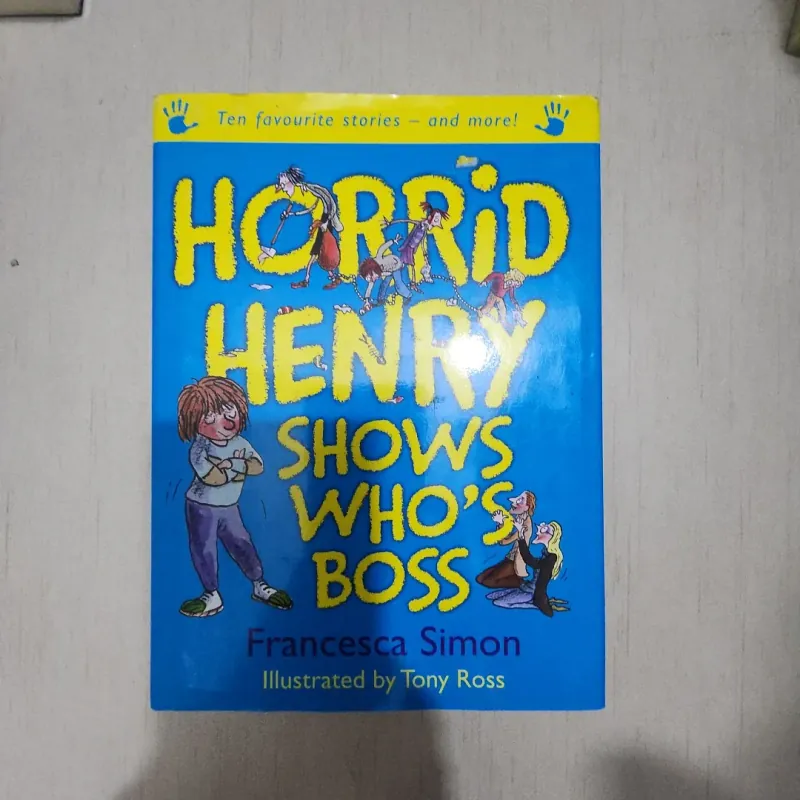 Ten favourite stories – and more!
HORRiD
HENRY
SHOWS
WHO'S
BOSS
Francesca Simon
Illustrated by Tony Ross